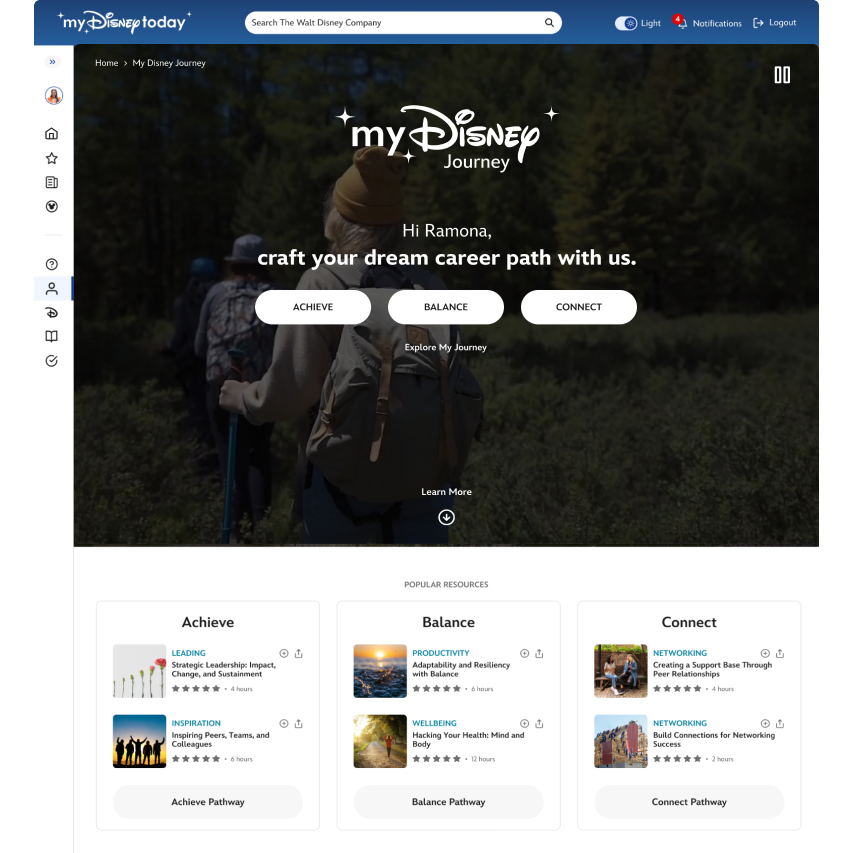 my Disney today
Search The Walt Disney Company
Light
4
Notifications
Logout
Home > My Disney Journey
my Disney
Journey
Hi Ramona,
craft your dream career path with us.
ACHIEVE
BALANCE
CONNECT
Explore My Journey
Learn More
POPULAR RESOURCES
Achieve
LEADING
Strategic Leadership: Impact,
Change, and Sustainment
• 4 hours
INSPIRATION
Inspiring Peers, Teams, and
Colleagues
• 6 hours
Achieve Pathway
Balance
PRODUCTIVITY
Adaptability and Resiliency
with Balance
• 6 hours
WELLBEING
Hacking Your Health: Mind and
Body
• 12 hours
Balance Pathway
Connect
NETWORKING
Creating a Support Base Through
Peer Relationships
• 4 hours
NETWORKING
Build Connections for Networking
Success
• 2 hours
Connect Pathway